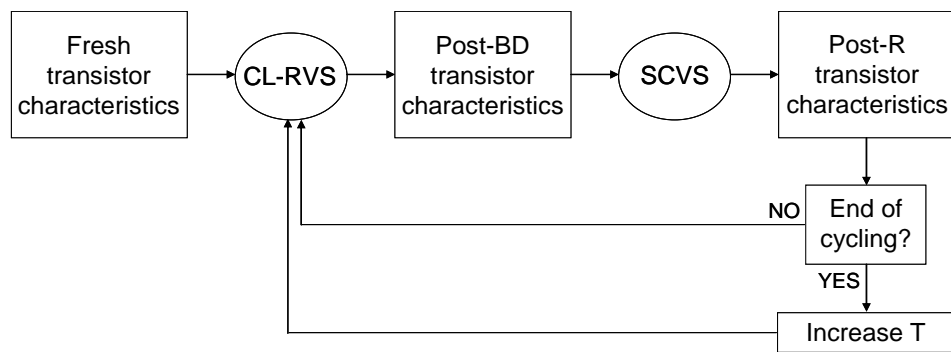 Fresh
transistor
characteristics
CL-RVS
Post-BD
transistor
characteristics
SCVS
Post-R
transistor
characteristics
NO
End of
cycling?
YES
Increase T